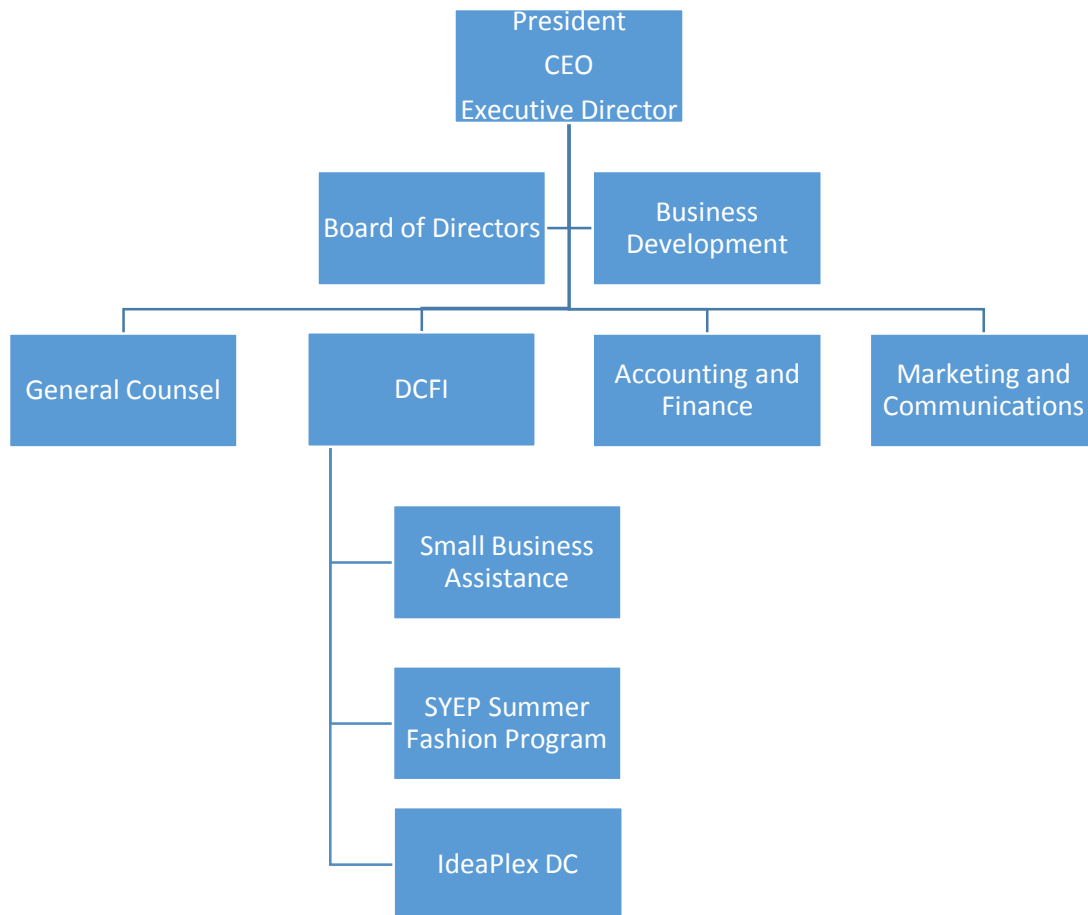 President
CEO
Executive Director
Board of Directors
Business
Development
General Counsel
DCFI
Accounting and
Finance
Marketing and
Communications
Small Business
Assistance
SYEP Summer
Fashion Program
IdeaPlex DC